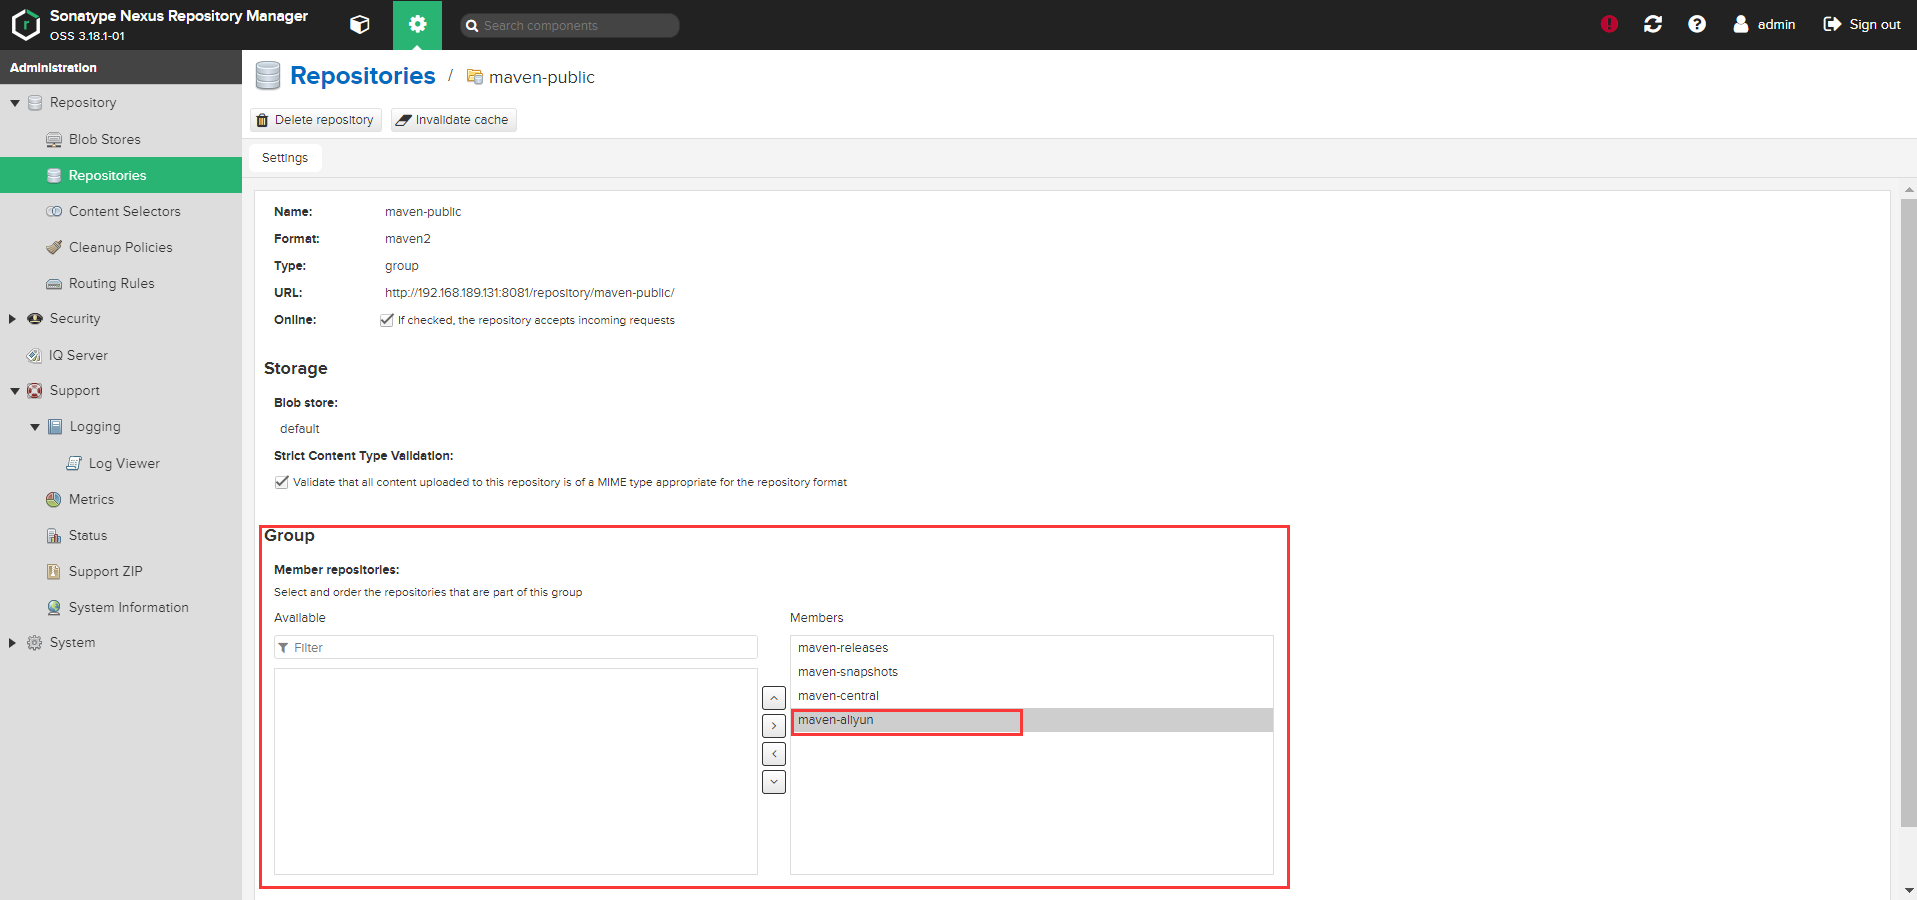 Sonatype Nexus Repository Manager
OSS 3.18.1-01
Search components
admin
Sign out
Administration
Repository
Blob Stores
Repositories
Content Selectors
Cleanup Policies
Routing Rules
Security
IQ Server
Support
Logging
Log Viewer
Metrics
Status
Support ZIP
System Information
System
Repositories / maven-public
Delete repository
Invalidate cache
Settings
Name: maven-public
Format: maven2
Type: group
URL: http://192.168.189.131:8081/repository/maven-public/
Online: If checked, the repository accepts incoming requests
Storage
Blob store:
default
Strict Content Type Validation:
Validate that all content uploaded to this repository is of a MIME type appropriate for the repository format
Group
Member repositories:
Select and order the repositories that are part of this group
Available
Filter
Members
maven-releases
maven-snapshots
maven-central
maven-aliyun